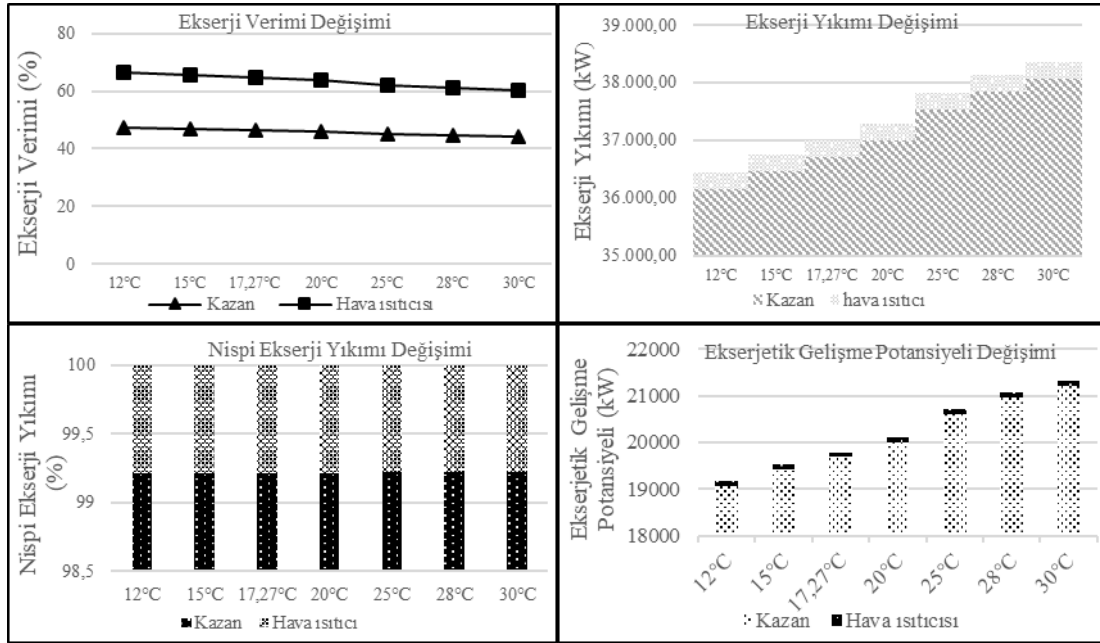 Ekserji Verimi Değişimi
Ekserji Verimi (%)
80
60
40
20
0
12°C 15°C 17,27°C 20°C 25°C 28°C 30°C
Kazan Hava ısıtıcısı
Ekserji Yıkımı Değişimi
Ekserji Yıkımı (kW)
39.000,00
38.000,00
37.000,00
36.000,00
35.000,00
12°C 15°C 17,27°C 20°C 25°C 28°C 30°C
Kazan hava ısıtıcı
Nispi Ekserji Yıkımı Değişimi
Nispi Ekserji Yıkımı
(%)
100
99,5
99
98,5
12°C 15°C 17,27°C 20°C 25°C 28°C 30°C
Kazan Hava ısıtıcı
Ekserjetik Gelişme Potansiyeli Değişimi
Ekserjetik Gelişme
Potansiyeli (kW)
22000
21000
20000
19000
18000
12°C 15°C 17,27°C 20°C 25°C 28°C 30°C
Kazan Hava ısıtıcısı